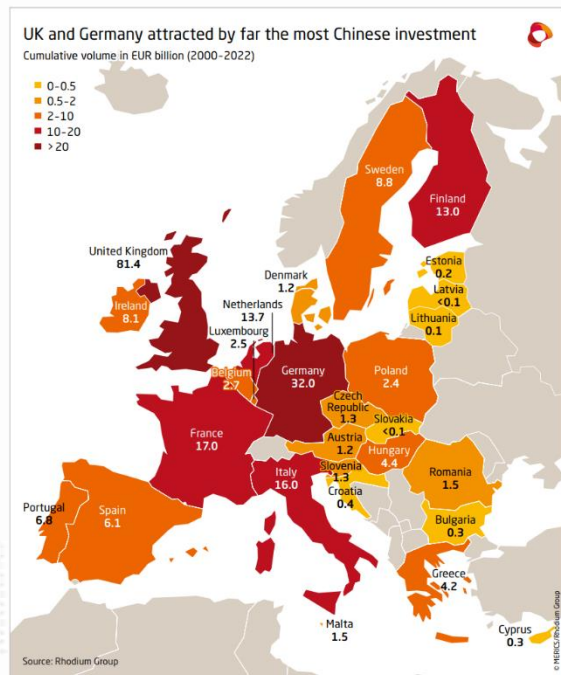 UK and Germany attracted by far the most Chinese investment
Cumulative volume in EUR billion (2000-2022)
0-0.5
0.5-2
2-10
10-20
>20
Sweden
8.8
Finland
13.0
United Kingdom
81.4
Estonia
0.2
Denmark
1.2
Latvia
<0.1
Ireland
8.1
Netherlands
13.7
Lithuania
0.1
Luxembourg
2.5
Belgium
2.7
Germany
32.0
Poland
2.4
Czech
Republic
1.3
Slovakia
<0.1
France
17.0
Austria
1.2
Hungary
4.4
Italy
16.0
Slovenia
1.3
Romania
1.5
Croatia
0.4
Portugal
6.8
Spain
6.1
Bulgaria
0.3
Greece
4.2
Malta
1.5
Cyprus
0.3
Source: Rhodium Group
© MERICS/Rhodium Group